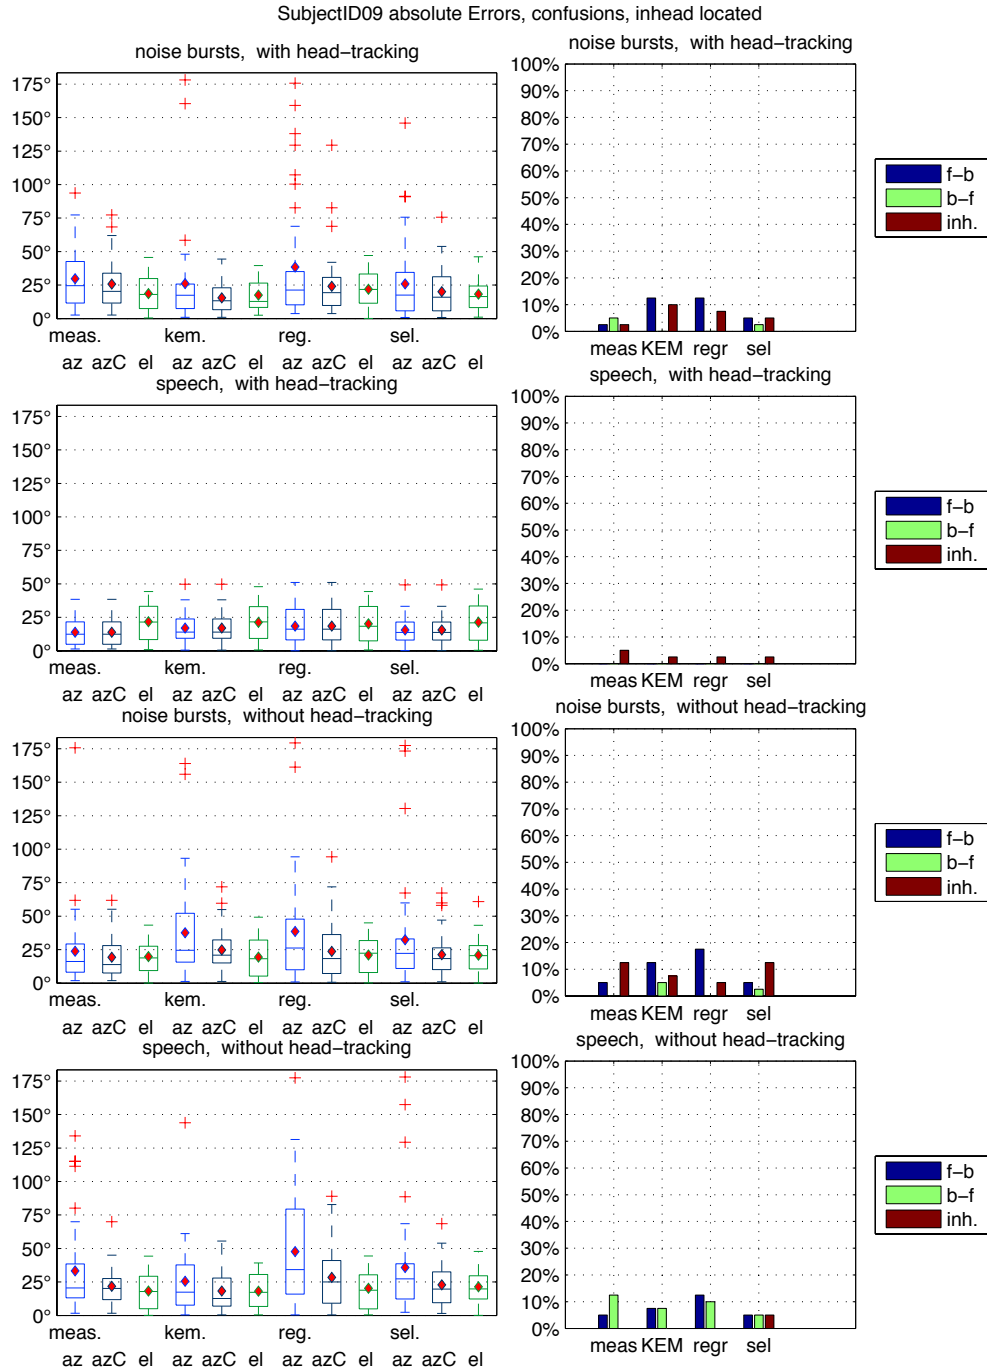 SubjectID09 absolute Errors, confusions, inhead located
noise bursts, with head-tracking
175°
150°
125°
100°
75°
50°
25°
0°
meas. kem. reg. sel.
az azC el az azC el az azC el az azC el
noise bursts, with head-tracking
100%
90%
80%
70%
60%
50%
40%
30%
20%
10%
0%
meas KEM regr sel
f-b
b-f
inh.
speech, with head-tracking
175°
150°
125°
100°
75°
50°
25°
0°
meas. kem. reg. sel.
az azC el az azC el az azC el az azC el
speech, with head-tracking
100%
90%
80%
70%
60%
50%
40%
30%
20%
10%
0%
meas KEM regr sel
f-b
b-f
inh.
noise bursts, without head-tracking
175°
150°
125°
100°
75°
50°
25°
0°
meas. kem. reg. sel.
az azC el az azC el az azC el az azC el
noise bursts, without head-tracking
100%
90%
80%
70%
60%
50%
40%
30%
20%
10%
0%
meas KEM regr sel
f-b
b-f
inh.
speech, without head-tracking
175°
150°
125°
100°
75°
50°
25°
0°
meas. kem. reg. sel.
az azC el az azC el az azC el az azC el
speech, without head-tracking
100%
90%
80%
70%
60%
50%
40%
30%
20%
10%
0%
meas KEM regr sel
f-b
b-f
inh.